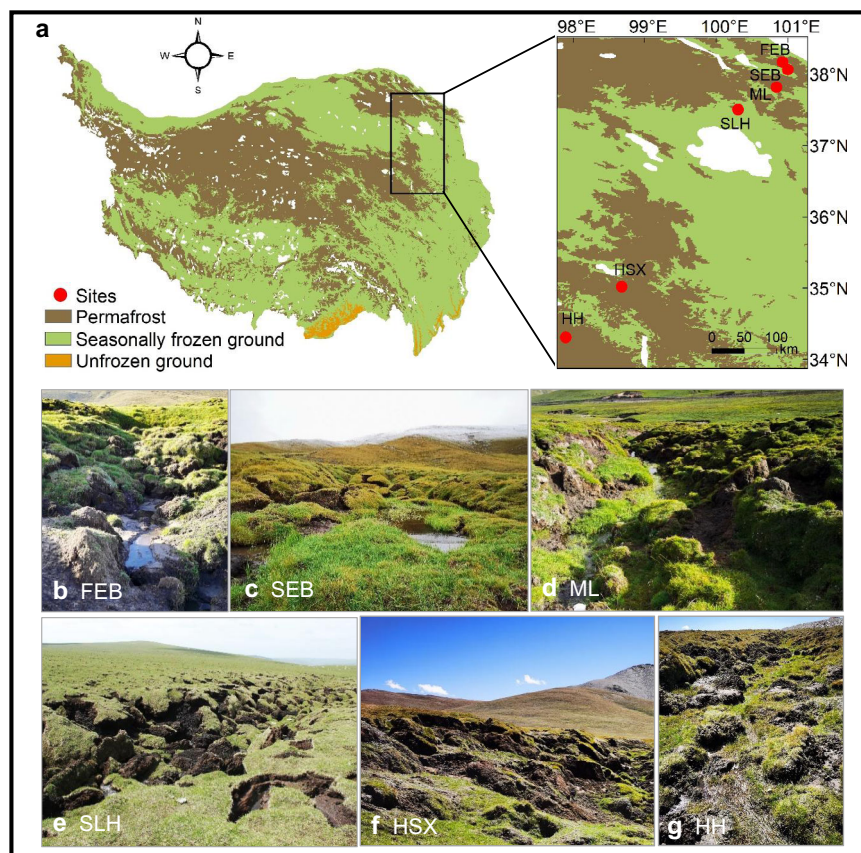 a
N
W E
S
Sites
Permafrost
Seasonally frozen ground
Unfrozen ground
98°E 99°E 100°E 101°E
FEB
SEB
ML
SLH
HSX
HH
38°N
37°N
36°N
35°N
34°N
0 50 100
km
b FEB
c SEB
d ML
e SLH
f HSX
g HH